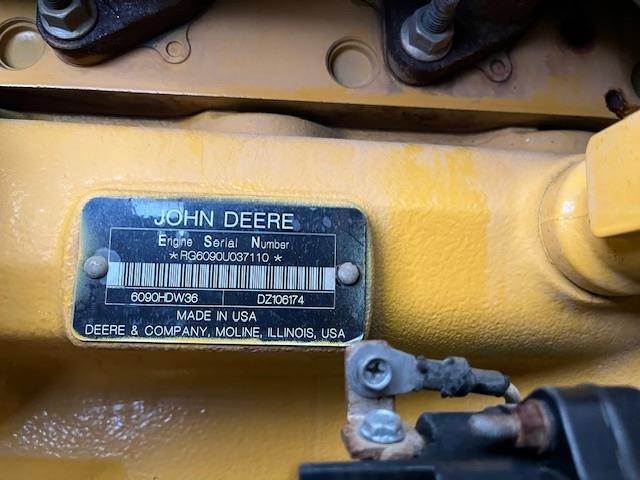 JOHN DEERE
Engine Serial Number
*RG6090U037110*
6090HDW36 DZ106174
MADE IN USA
DEERE & COMPANY, MOLINE, ILLINOIS, USA